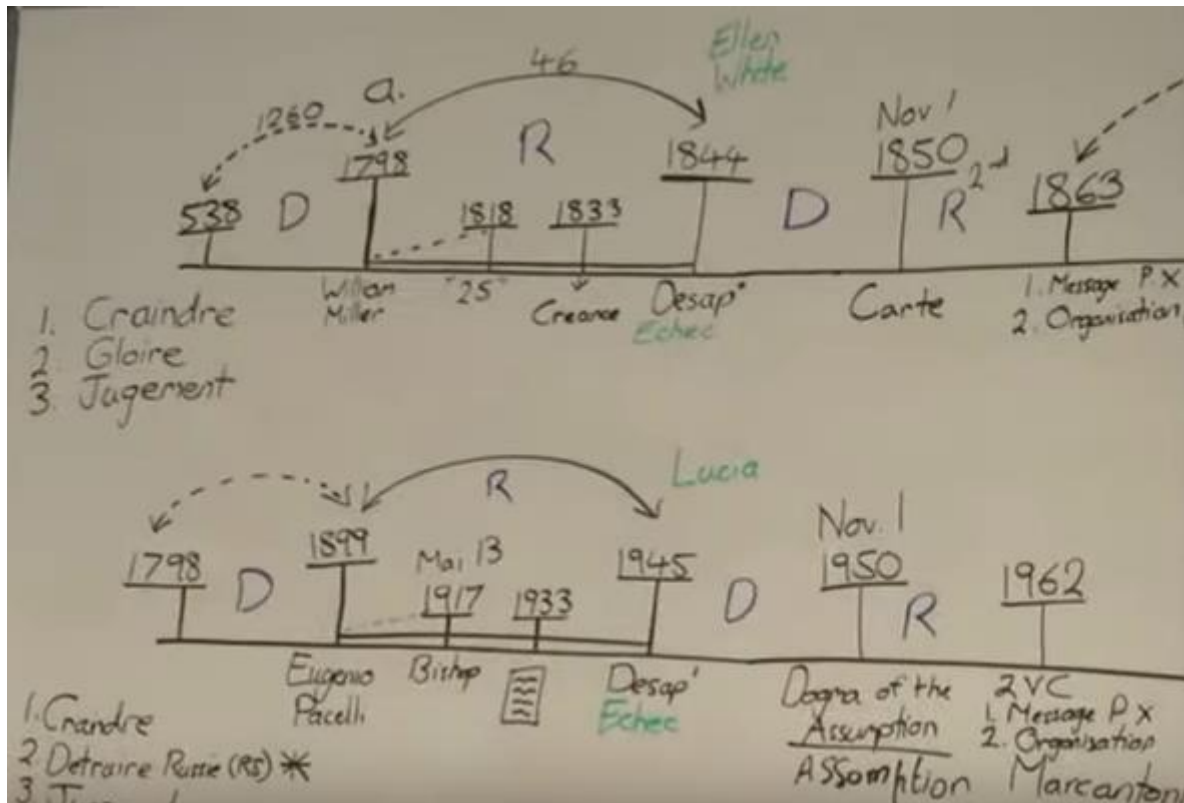 Ellen
White
46
a.
1260
Nov 1
R
1798
1844
1850
2nd
1863
538
D
1818
1833
D
R
William
Miller
"25"
Creance
Desap'
Echec
Carte
1. Message P. X
2. Organisation
1. Craindre
2. Gloire
3. Jugement
Lucia
R
Nov. 1
1899
Mai 13
1945
1950
1962
1798
D
1917
1933
D
R
Eugenio
Pacelli
Bishop
Desap'
Echec
Dogma of the
Assumption
ASSomption
2VC
1. Message P X
2. Organisation
1. Crandre
2 Detraire Russie (RS)
3